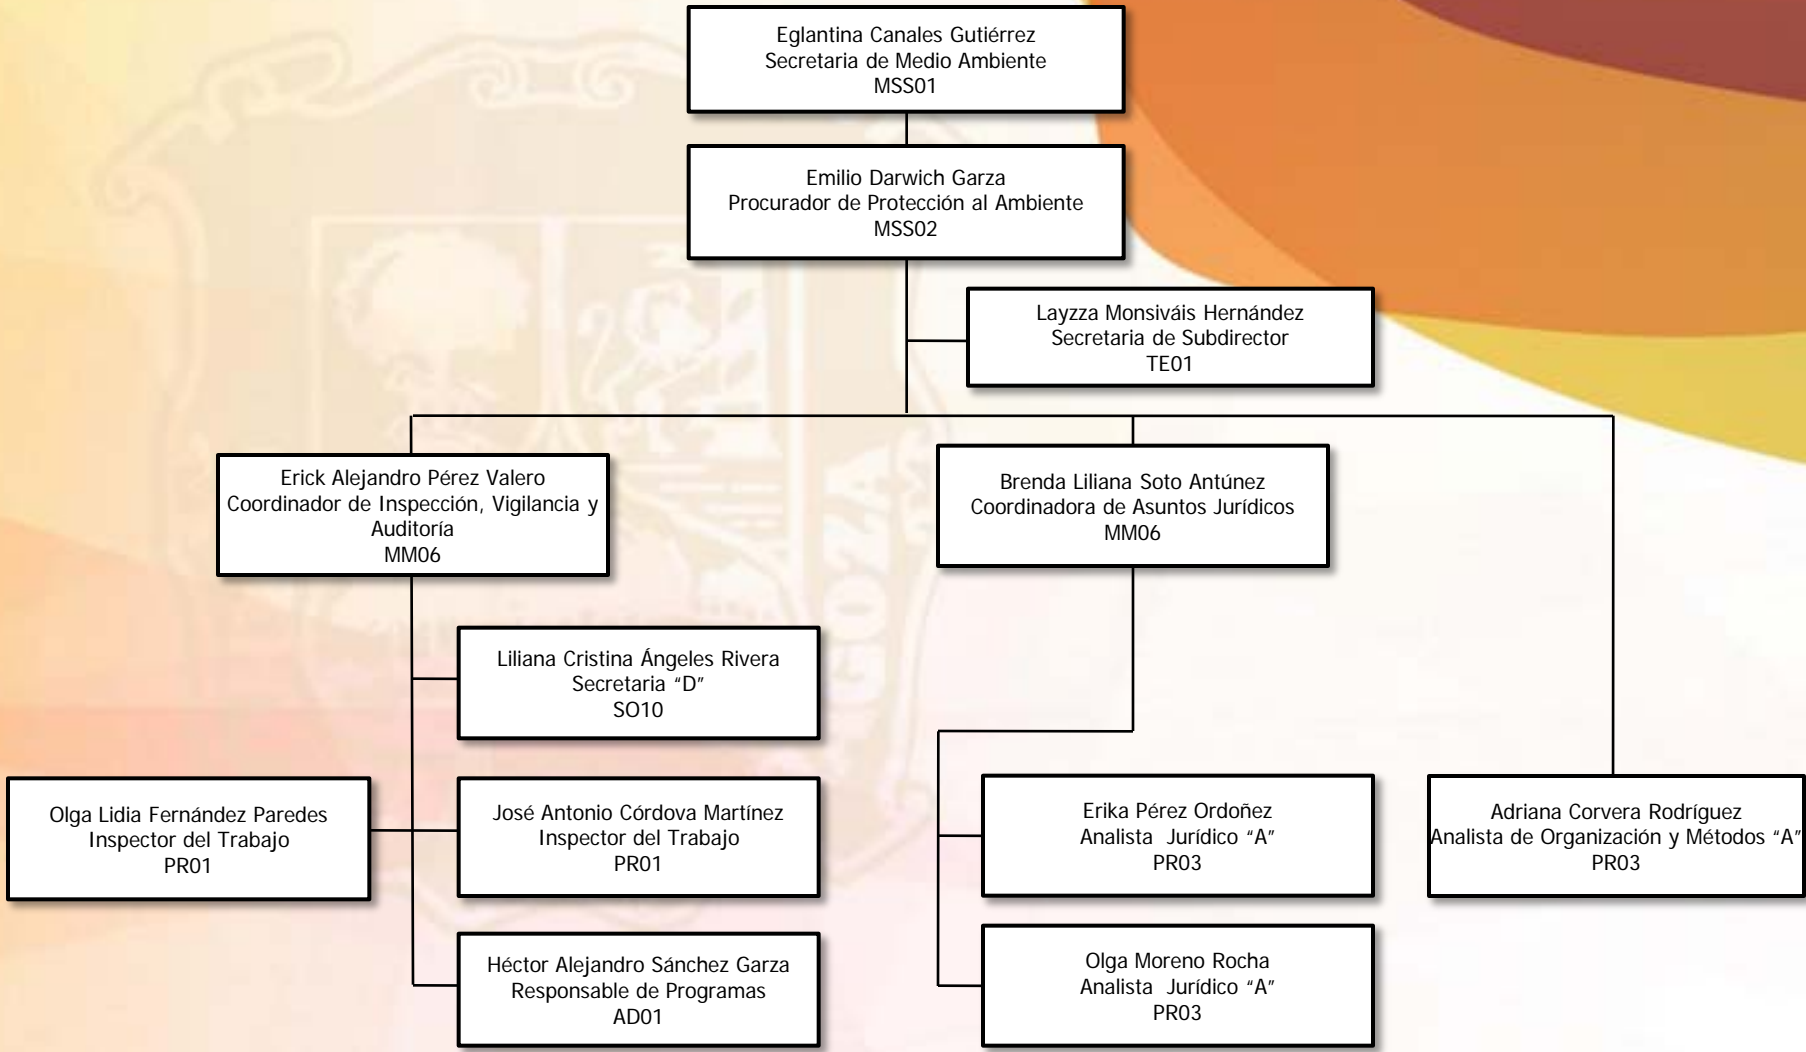 Eglantina Canales Gutiérrez
Secretaria de Medio Ambiente
MSS01
Emilio Darwich Garza
Procurador de Protección al Ambiente
MSS02
Layzza Monsiváis Hernández
Secretaria de Subdirector
TE01
Erick Alejandro Pérez Valero
Coordinador de Inspección, Vigilancia y
Auditoría
MM06
Brenda Liliana Soto Antúnez
Coordinadora de Asuntos Jurídicos
MM06
Liliana Cristina Ángeles Rivera
Secretaria “D”
SO10
Olga Lidia Fernández Paredes
Inspector del Trabajo
PR01
José Antonio Córdova Martínez
Inspector del Trabajo
PR01
Erika Pérez Ordoñez
Analista  Jurídico “A”
PR03
Adriana Corvera Rodríguez
Analista de Organización y Métodos “A”
PR03
Héctor Alejandro Sánchez Garza
Responsable de Programas
AD01
Olga Moreno Rocha
Analista  Jurídico “A”
PR03